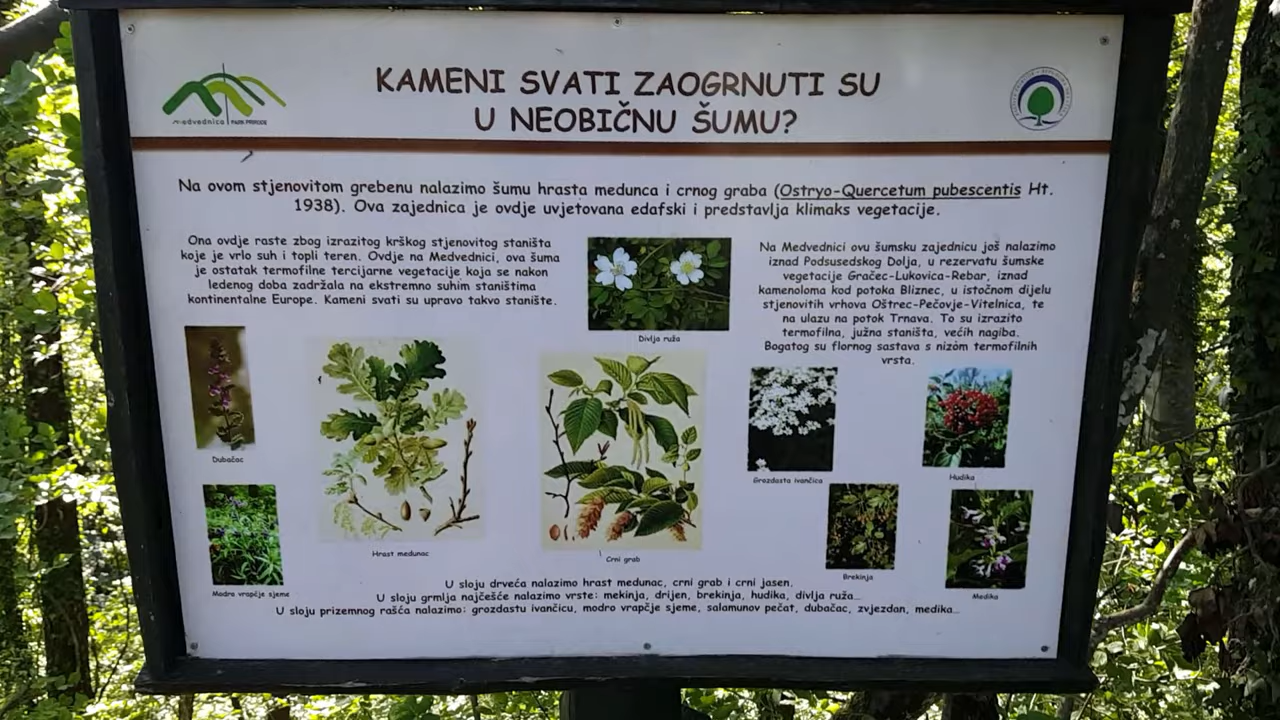 KAMENI SVATI ZAOGRNUTI SU
U NEOBIČNU ŠUMU?
medvednica PARK PRIRODE
Na ovom stjenovitom grebenu nalazimo šumu hrasta medunca i crnog graba (Ostryo-Quercetum pubescentis Ht.
1938). Ova zajednica je ovdje uvjetovana edafski i predstavlja klimaks vegetacije.
Ona ovdje raste zbog izrazitog krškog stjenovitog staništa
koje je vrlo suh i topli teren. Ovdje na Medvednici, ova šuma
je ostatak termofilne tercijarne vegetacije koja se nakon
ledenog doba zadržala na ekstremno suhim staništima
kontinentalne Europe. Kameni svati su upravo takvo stanište.
Divlja ruža
Na Medvednici ovu šumsku zajednicu još nalazimo
iznad Podsusedskog Dolja, u rezervatu šumske
vegetacije Gračec-Lukovica-Rebar, iznad
kamenoloma kod potoka Bliznec, u istočnom dijelu
stjenovitih vrhova Oštrec-Pečovje-Vitelnica, te
na ulazu na potok Trnava. To su izrazito
termofilna, južna staništa, većih nagiba.
Bogatog su flornog sastava s nizom termofilnih
vrsta.
Dubačac
Hrast medunac
Crni grab
Grozdasta ivančica
Hudika
Modro vrapčje sjeme
Brekinja
Medika
U sloju drveća nalazimo hrast medunac, crni grab i crni jasen.
U sloju grmlja najčešće nalazimo vrste: mekinja, drijen, brekinja, hudika, divlja ruža...
U sloju prizemnog rašća nalazimo: grozdastu ivančicu, modro vrapčje sjeme, salamunov pečat, dubačac, zvjezdan, medika...